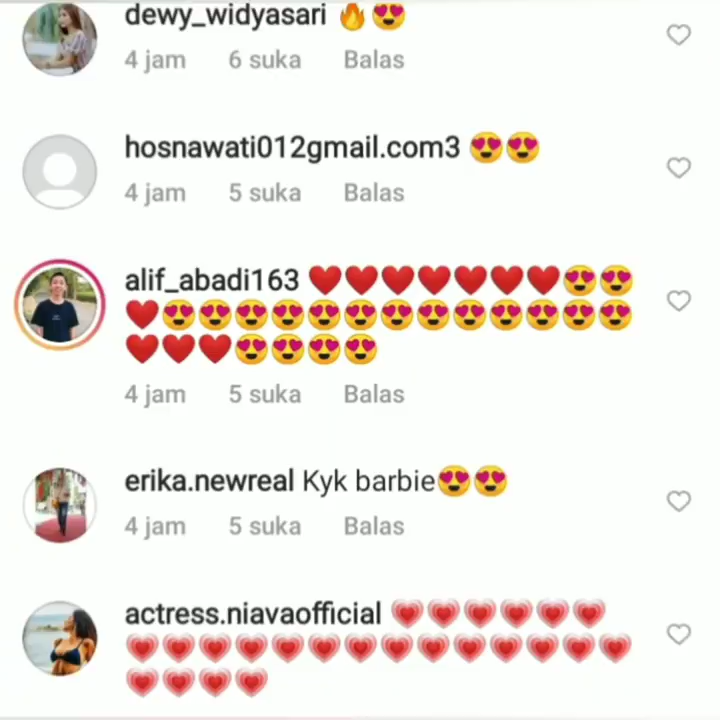 dewy_widyasari 🔥😍
4 jam 6 suka Balas
hosnawati012gmail.com3 😍😍
4 jam 5 suka Balas
alif_abadi163 ❤️❤️❤️❤️❤️❤️❤️😍😍
❤️😍😍😍😍😍😍😍😍😍😍😍😍😍
❤️❤️❤️😍😍😍😍
4 jam 5 suka Balas
erika.newreal Kyk barbie😍😍
4 jam 5 suka Balas
actress.niavaofficial 💗💗💗💗💗💗
💗💗💗💗💗💗💗💗💗💗💗💗💗💗
💗💗💗💗